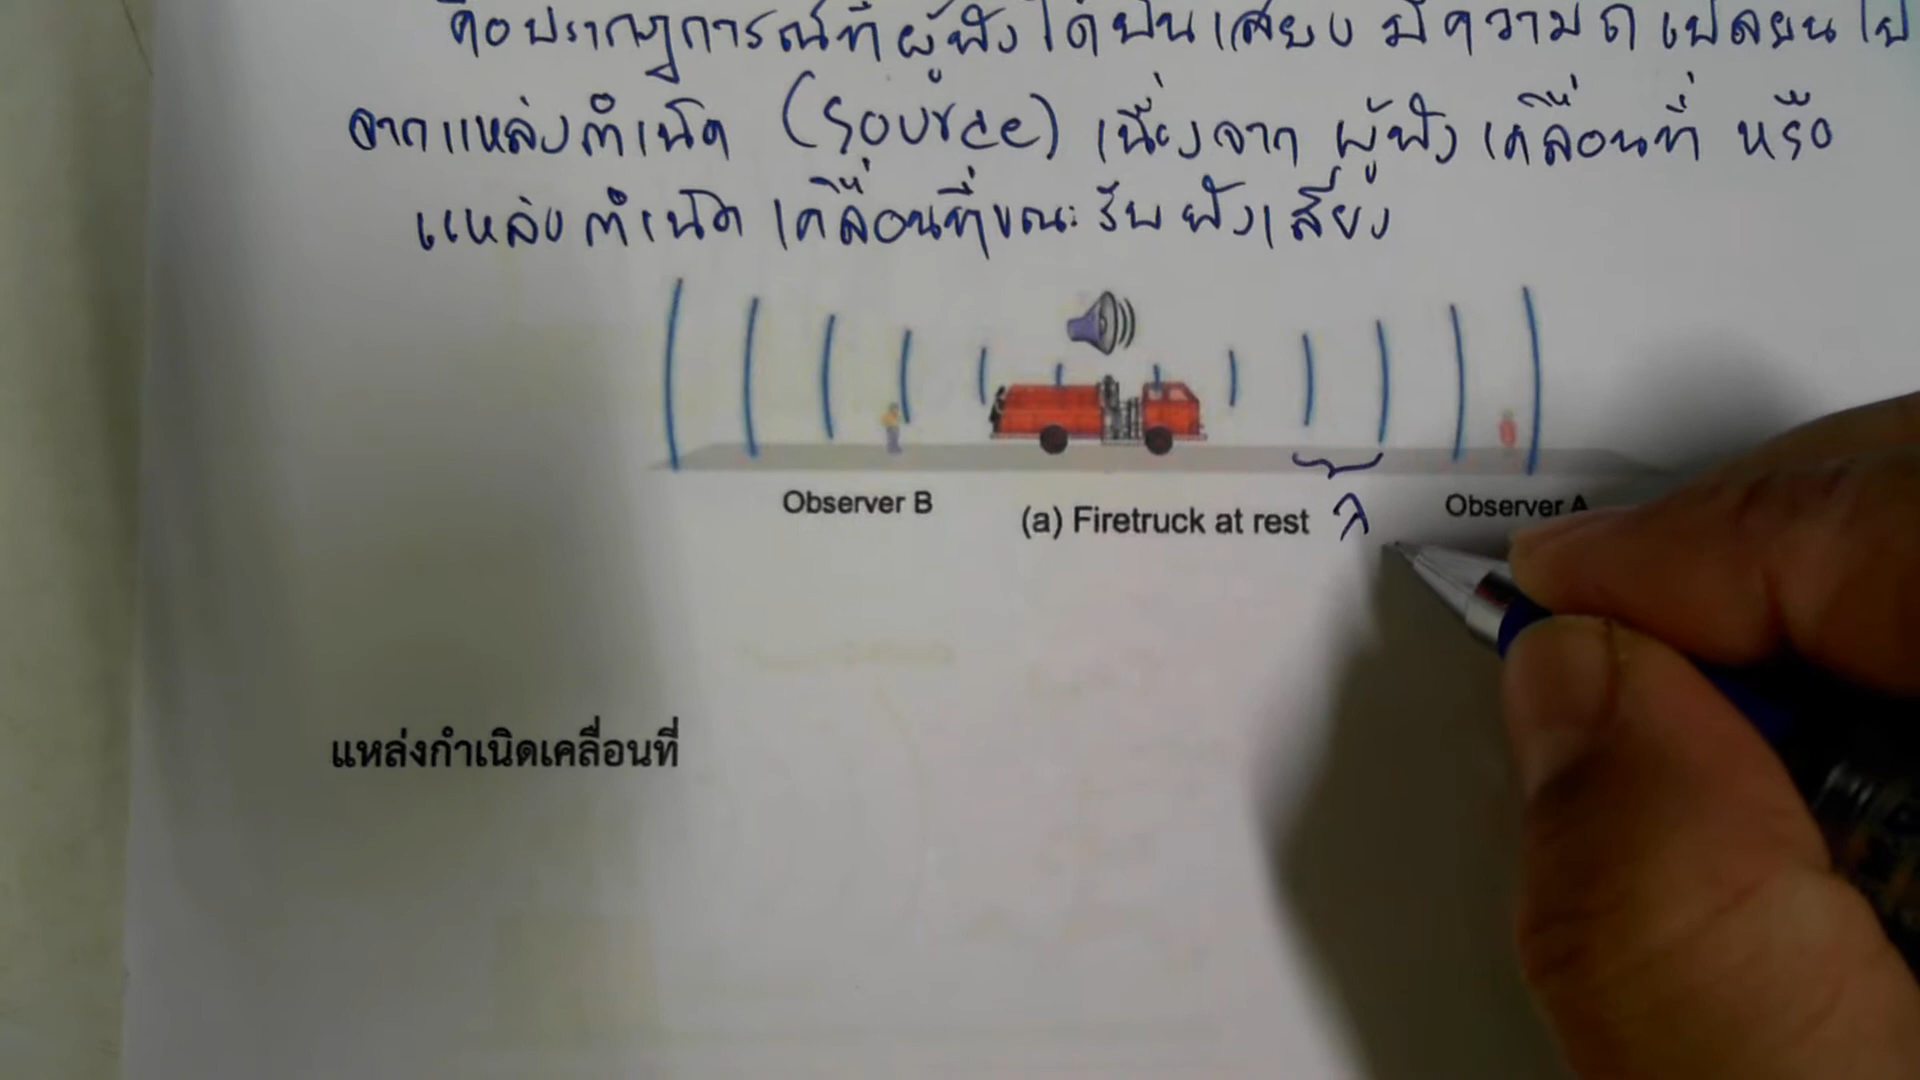 คือปรากฏการณ์ที่ผู้ฟังได้ยินเสียง มีความถี่เปลี่ยนไป
จากแหล่งกำเนิด (Source) เนื่องจาก ผู้ฟัง เคลื่อนที่ หรือ
แหล่งกำเนิด เคลื่อนที่ขณะรับฟังเสียง
Observer B
(a) Firetruck at rest λ
Observer A
แหล่งกำเนิดเคลื่อนที่